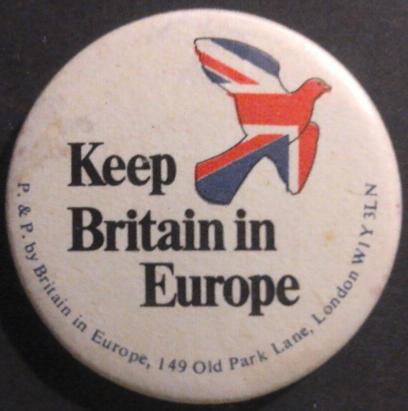 Keep
Britain in
Europe
P. & P. by Britain in Europe, 149 Old Park Lane, London W1Y 3LN